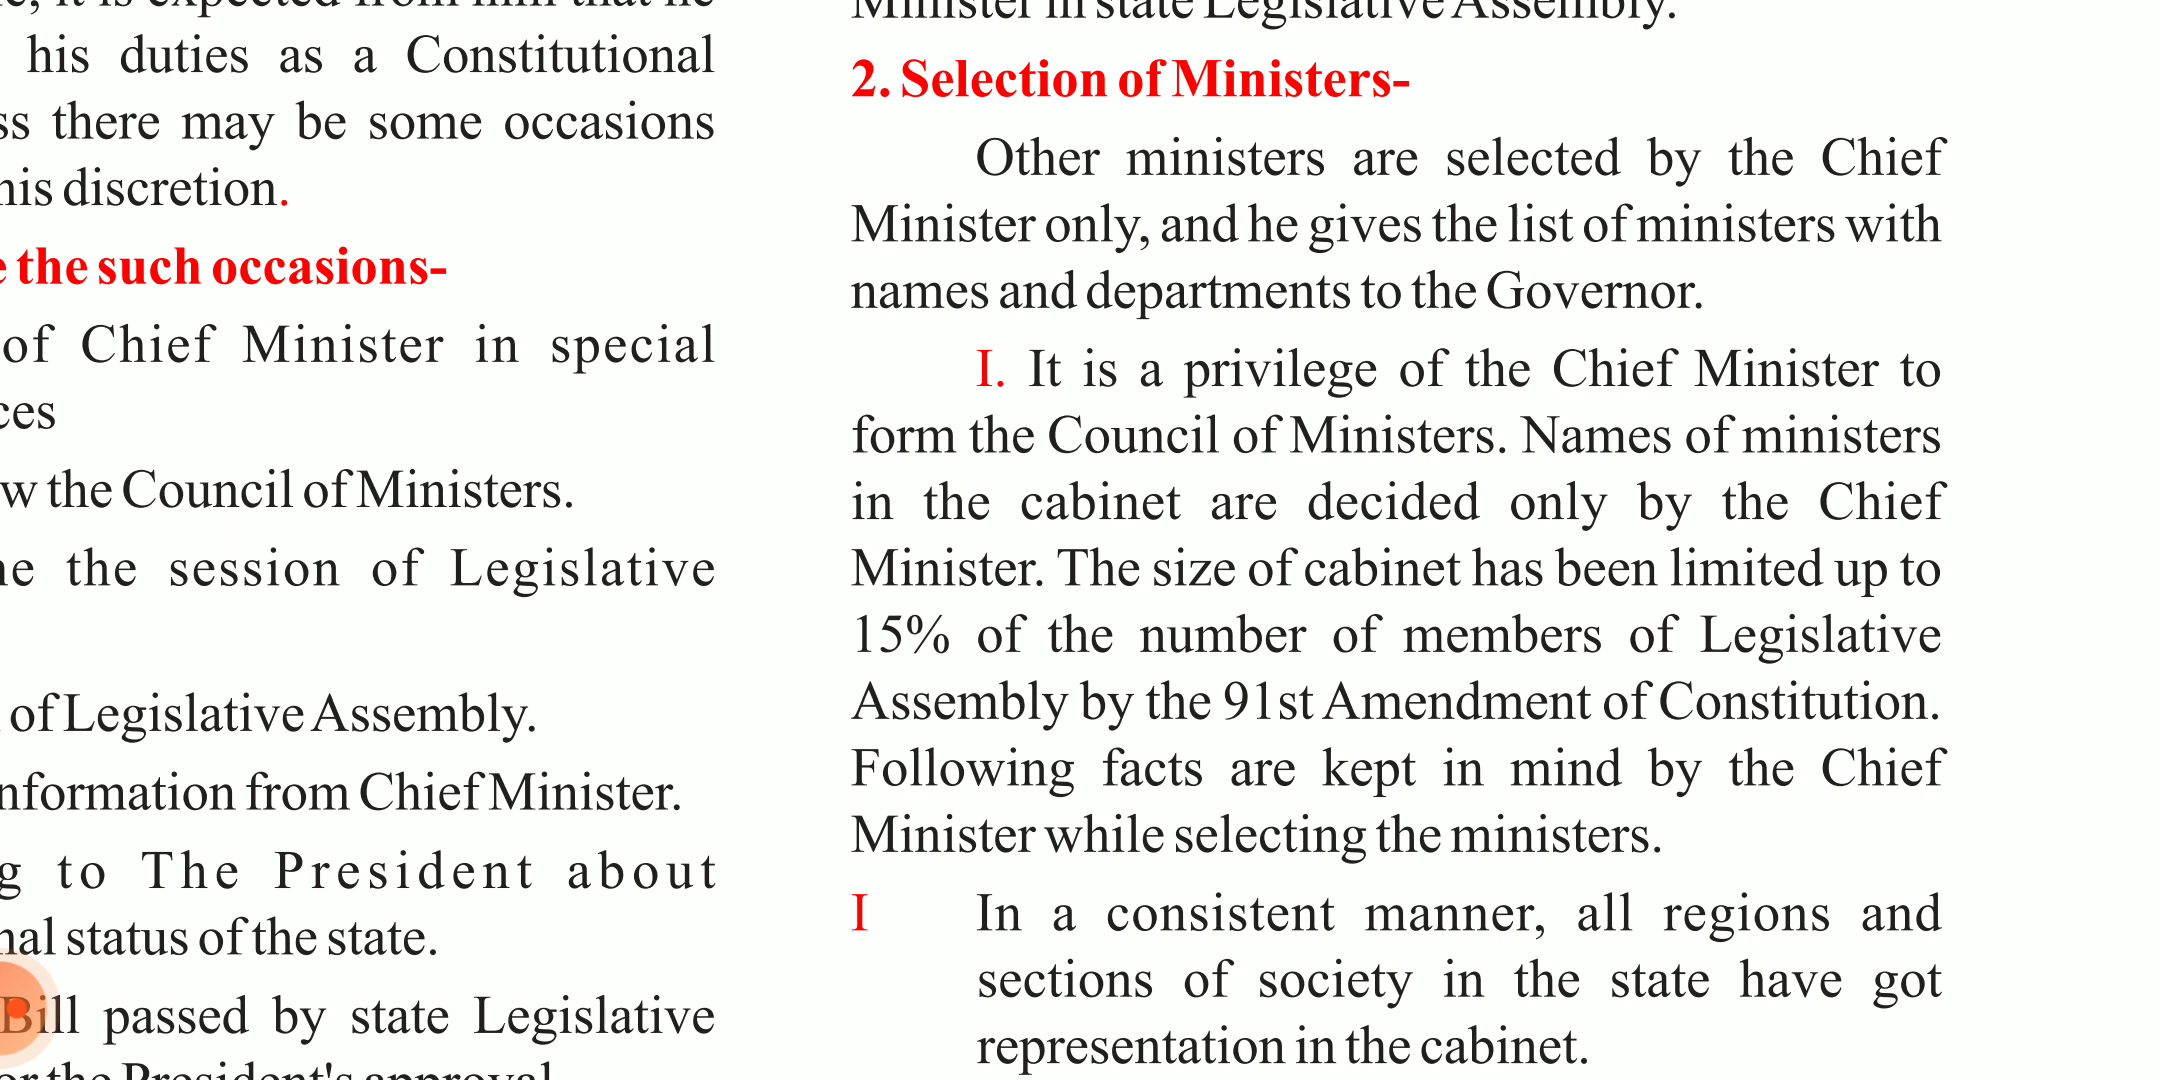 his duties as a Constitutional
there may be some occasions
his discretion.
the such occasions-
of Chief Minister in special
the Council of Ministers.
the session of Legislative
of Legislative Assembly.
information from Chief Minister.
to The President about
status of the state.
Bill passed by state Legislative
the President's approval
Minister in state Legislative Assembly.
2. Selection of Ministers-
Other ministers are selected by the Chief
Minister only, and he gives the list of ministers with
names and departments to the Governor.
I. It is a privilege of the Chief Minister to
form the Council of Ministers. Names of ministers
in the cabinet are decided only by the Chief
Minister. The size of cabinet has been limited up to
15% of the number of members of Legislative
Assembly by the 91st Amendment of Constitution.
Following facts are kept in mind by the Chief
Minister while selecting the ministers.
I In a consistent manner, all regions and
sections of society in the state have got
representation in the cabinet.